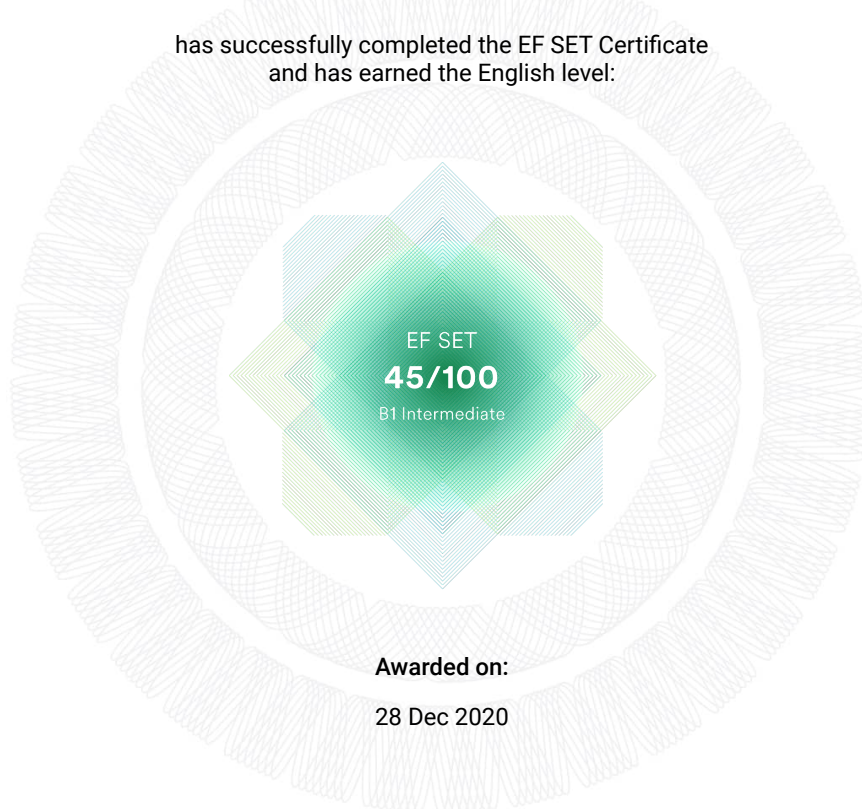 has successfully completed the EF SET Certificate
and has earned the English level:
EF SET
45/100
B1 Intermediate
Awarded on:
28 Dec 2020